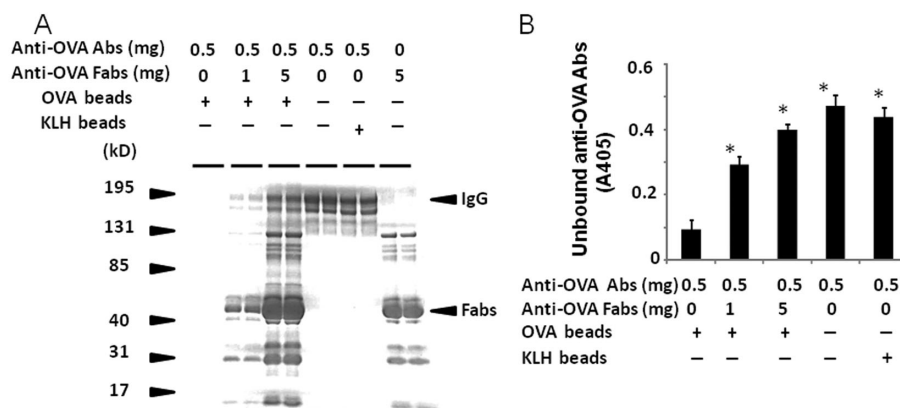 A
Anti-OVA Abs (mg) 0.5 0.5 0.5 0.5 0.5 0
Anti-OVA Fabs (mg) 0 1 5 0 0 5
OVA beads + + + − − −
KLH beads − − − − + −
(kD)
195
131
85
40
31
17
IgG
Fabs
B
Unbound anti-OVA Abs
(A405)
0.6
0.4
0.2
0
* * * *
Anti-OVA Abs (mg) 0.5 0.5 0.5 0.5 0.5
Anti-OVA Fabs (mg) 0 1 5 0 0
OVA beads + + + − −
KLH beads − − − − +